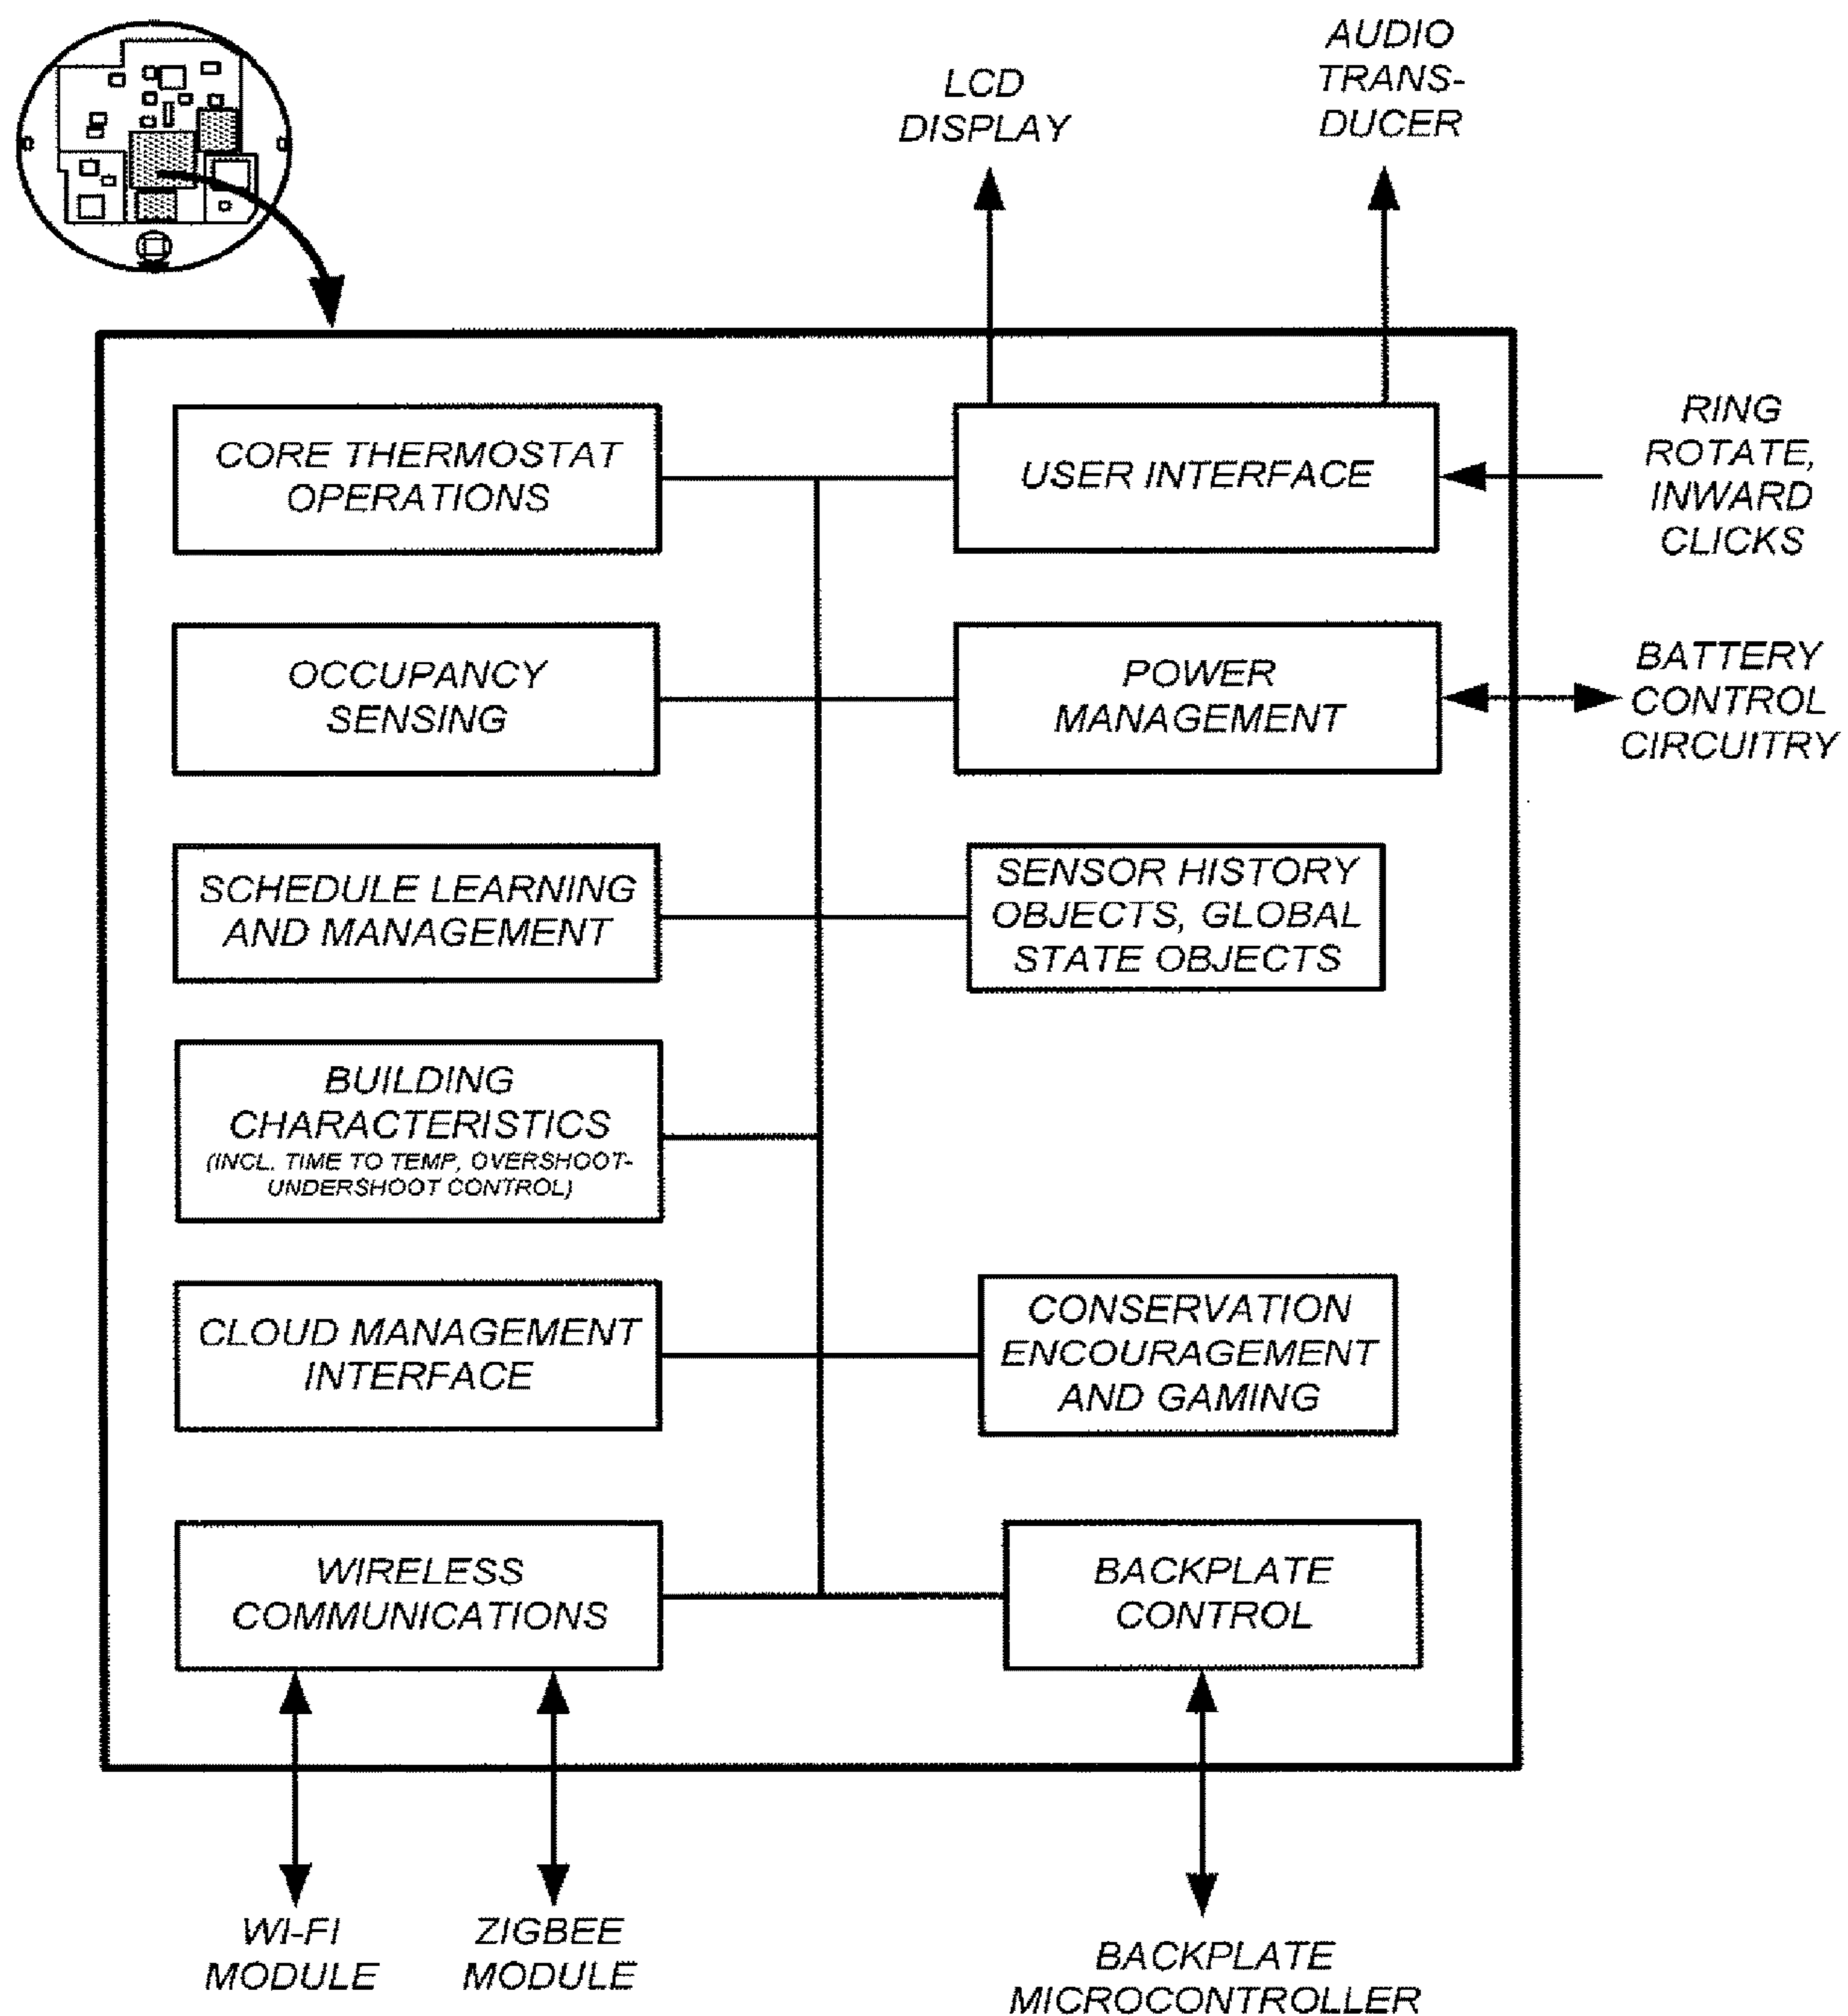 LCD
DISPLAY
AUDIO
TRANS-
DUCER
CORE THERMOSTAT
OPERATIONS
USER INTERFACE
RING
ROTATE,
INWARD
CLICKS
OCCUPANCY
SENSING
POWER
MANAGEMENT
BATTERY
CONTROL
CIRCUITRY
SCHEDULE LEARNING
AND MANAGEMENT
SENSOR HISTORY
OBJECTS, GLOBAL
STATE OBJECTS
BUILDING
CHARACTERISTICS
(INCL. TIME TO TEMP, OVERSHOOT-
UNDERSHOOT CONTROL)
CLOUD MANAGEMENT
INTERFACE
CONSERVATION
ENCOURAGEMENT
AND GAMING
WIRELESS
COMMUNICATIONS
BACKPLATE
CONTROL
WI-FI
MODULE
ZIGBEE
MODULE
BACKPLATE
MICROCONTROLLER